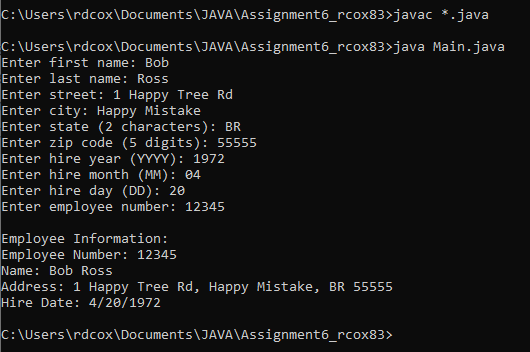 C:\Users\rdcox\Documents\JAVA\Assignment6_rcox83>javac *.java
C:\Users\rdcox\Documents\JAVA\Assignment6_rcox83>java Main.java
Enter first name: Bob
Enter last name: Ross
Enter street: 1 Happy Tree Rd
Enter city: Happy Mistake
Enter state (2 characters): BR
Enter zip code (5 digits): 55555
Enter hire year (YYYY): 1972
Enter hire month (MM): 04
Enter hire day (DD): 20
Enter employee number: 12345
Employee Information:
Employee Number: 12345
Name: Bob Ross
Address: 1 Happy Tree Rd, Happy Mistake, BR 55555
Hire Date: 4/20/1972
C:\Users\rdcox\Documents\JAVA\Assignment6_rcox83>